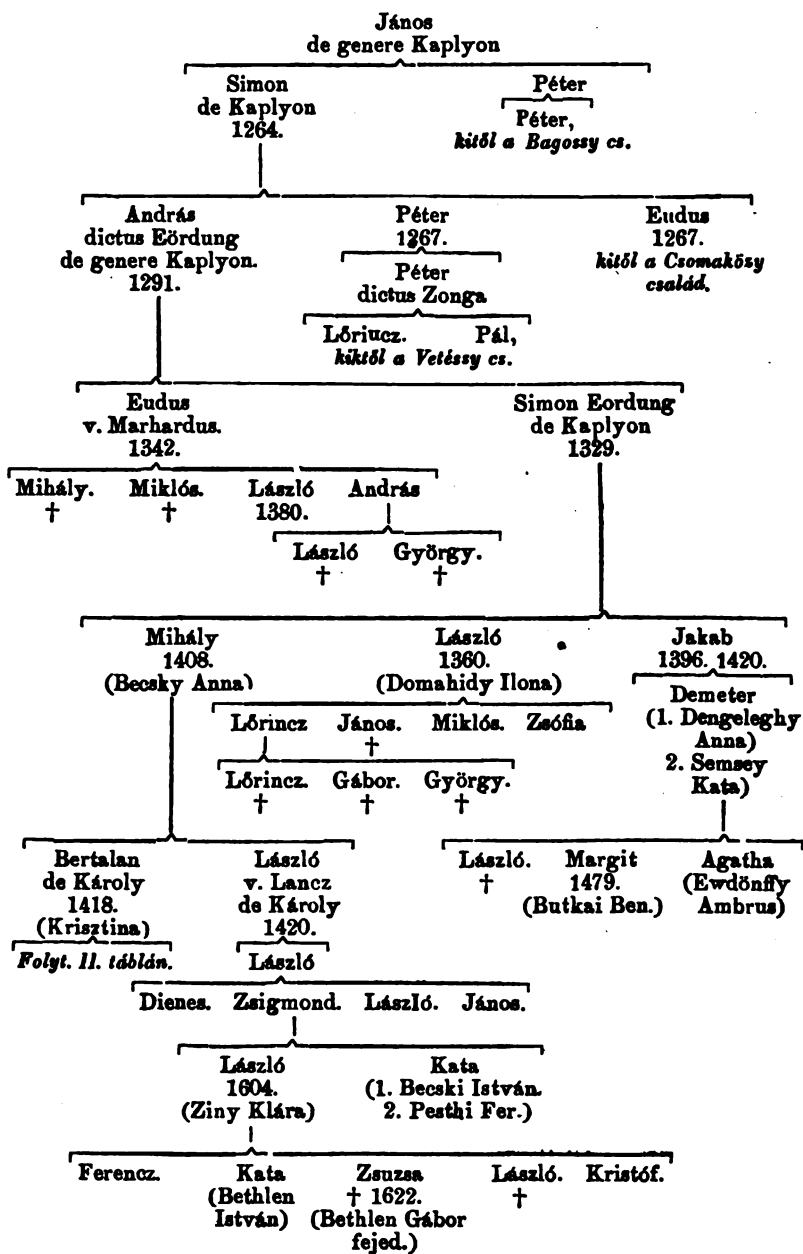 János
de genere Kaplyon
Simon
de Kaplyon
1264.
Péter
Péter,
kitől a Bagossy cs.
András
dictus Eördung
de genere Kaplyon.
1291.
Péter
1267.
Péter
dictus Zonga
Lőriucz. Pál,
kiktől a Vetéssy cs.
Eudus
1267.
kitől a Csomaközy
család.
Eudus
v. Marhardus.
1342.
Simon Eordung
de Kaplyon
1329.
Mihály. Miklós. László András
† † 1380.
László György.
† †
Mihály
1408.
(Becsky Anna)
László
1360.
(Domahidy Ilona)
Jakab
1396. 1420.
Demeter
(1. Dengeleghy
Anna)
2. Semsey
Kata)
Lőrincz János. Miklós. Zsófia
†
Lőrincz. Gábor. György.
† † †
Bertalan
de Károly
1418.
(Krisztina)
Folyt. II. táblán.
László
v. Lancz
de Károly
1420.
László
László.
†
Margit
1479.
(Butkai Ben.)
Agatha
(Ewdönffy
Ambrus)
Dienes. Zsigmond. László. János.
László
1604.
(Ziny Klára)
Kata
(1. Becski István.
2. Pesthi Fer.)
Ferencz.
Kata
(Bethlen
István)
Zsuzsa
† 1622.
(Bethlen Gábor
fejed.)
László.
†
Kristóf.